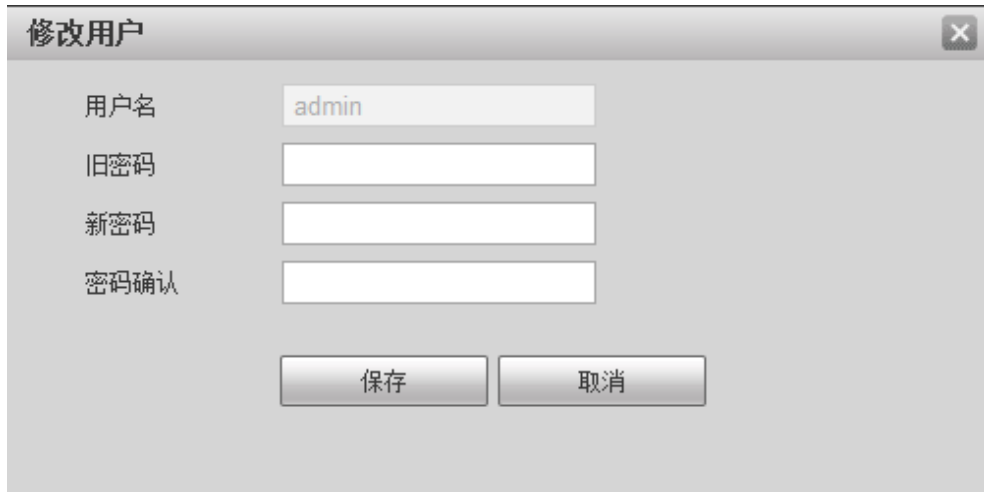 修改用户
用户名 admin
旧密码
新密码
密码确认
保存 取消